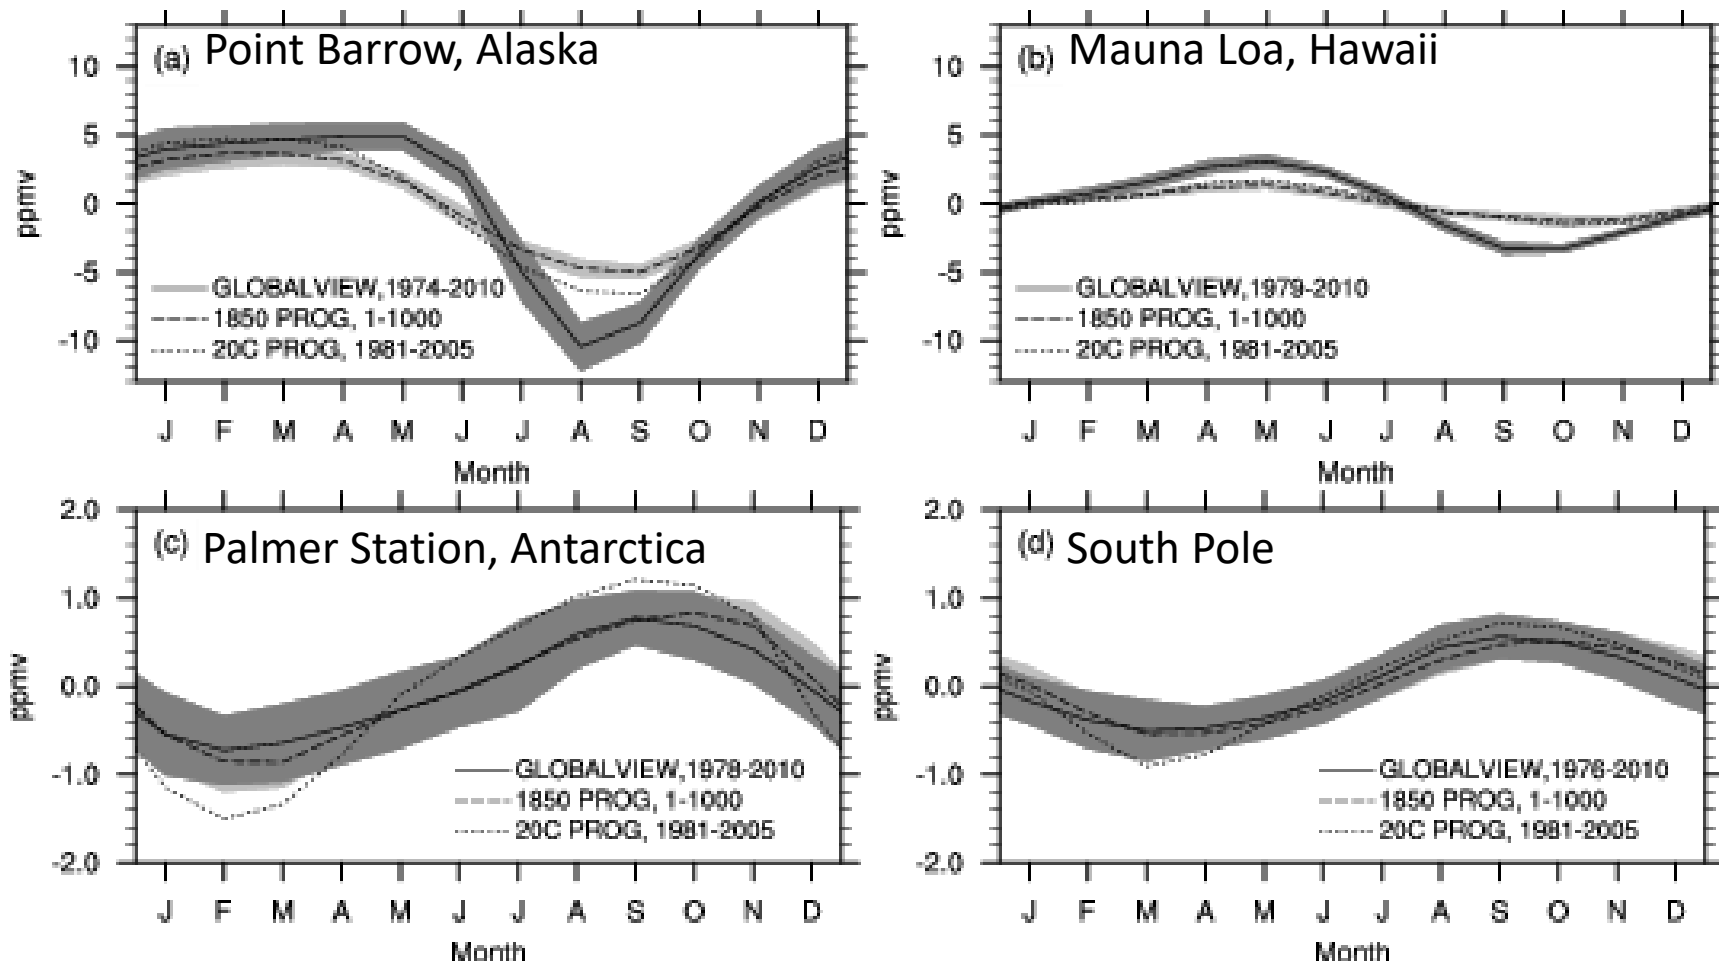 J F M A M J J A S O N D
(a) Point Barrow, Alaska
10
5
0
-5
-10
ppmv
GLOBALVIEW,1974-2010
1850 PROG, 1-1000
20C PROG, 1981-2005
J F M A M J J A S O N D
Month
(b) Mauna Loa, Hawaii
10
5
0
-5
-10
ppmv
GLOBALVIEW,1979-2010
1850 PROG, 1-1000
20C PROG, 1981-2005
J F M A M J J A S O N D
Month
(c) Palmer Station, Antarctica
2.0
1.0
0.0
-1.0
-2.0
ppmv
GLOBALVIEW,1978-2010
1850 PROG, 1-1000
20C PROG, 1981-2005
J F M A M J J A S O N D
Month
(d) South Pole
2.0
1.0
0.0
-1.0
-2.0
ppmv
GLOBALVIEW,1976-2010
1850 PROG, 1-1000
20C PROG, 1981-2005
J F M A M J J A S O N D
Month